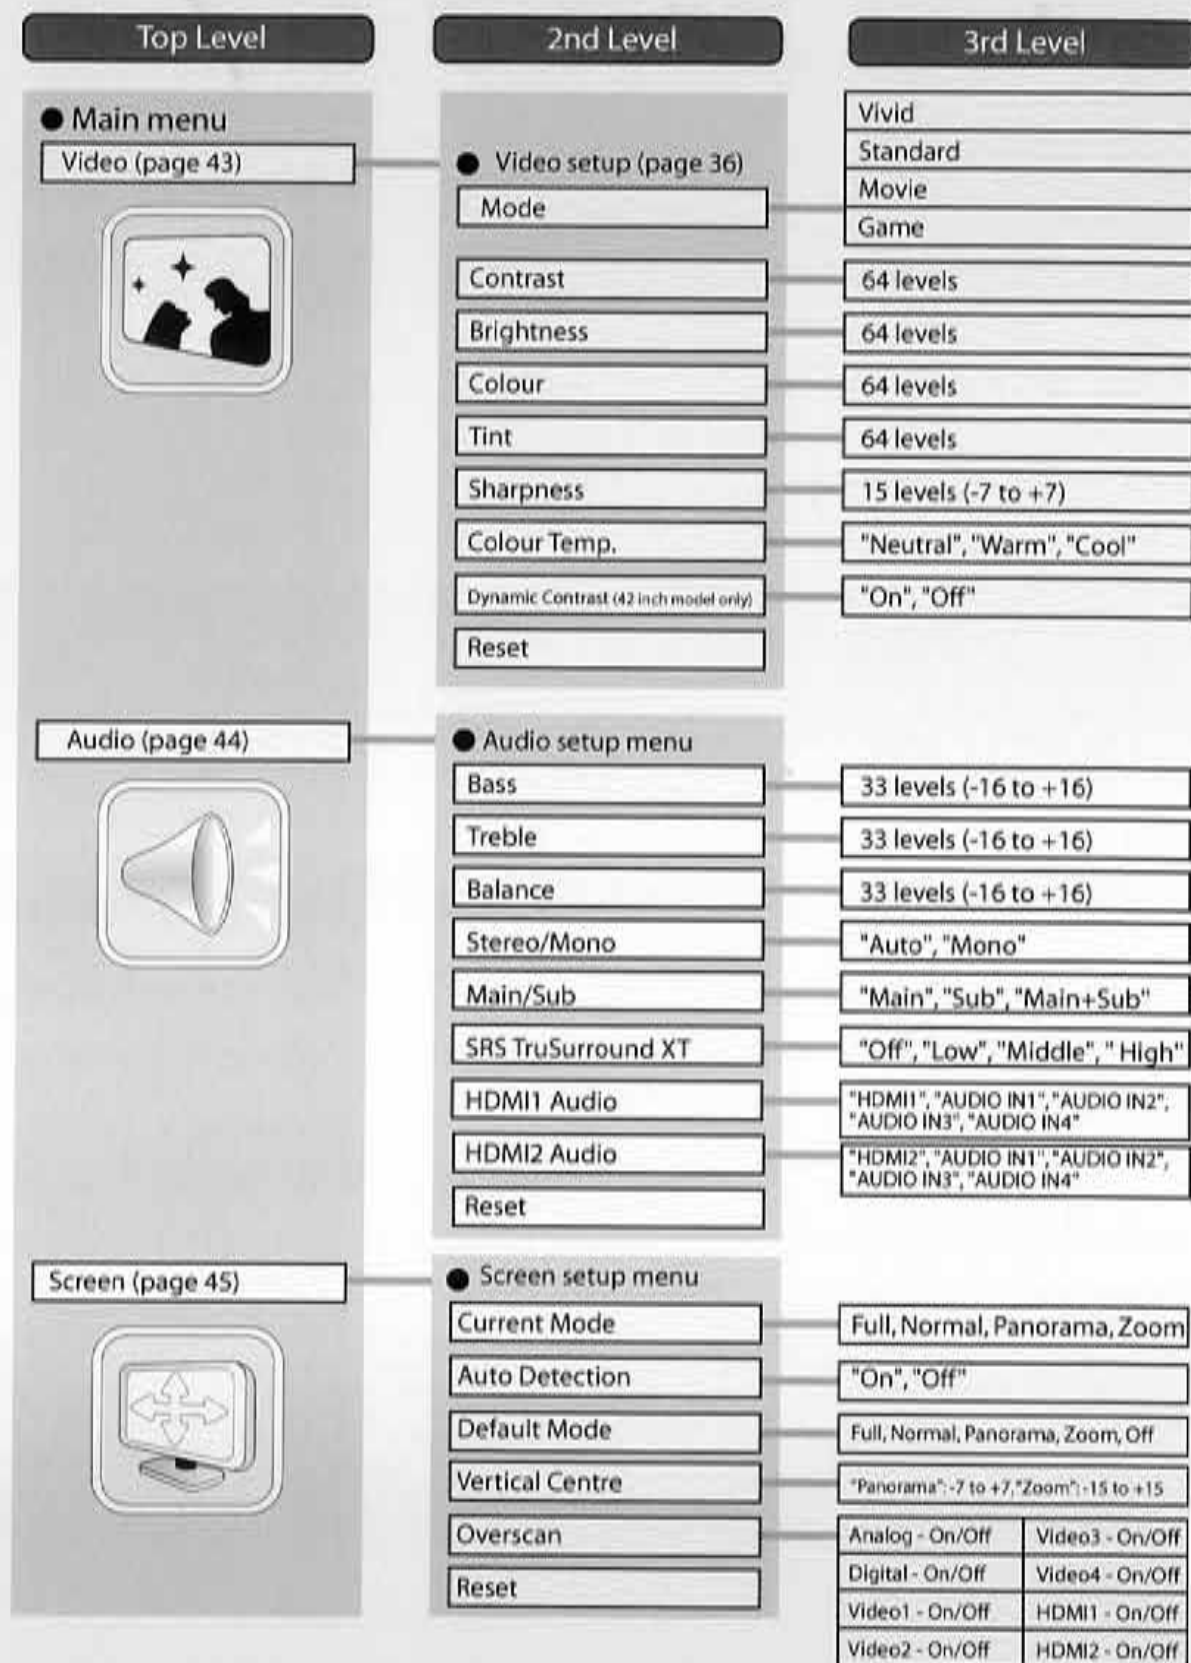 Top Level
2nd Level
3rd Level
● Main menu
Video (page 43)
● Video setup (page 36)
Mode
Vivid
Standard
Movie
Game
Contrast
64 levels
Brightness
64 levels
Colour
64 levels
Tint
64 levels
Sharpness
15 levels (-7 to +7)
Colour Temp.
"Neutral", "Warm", "Cool"
Dynamic Contrast (42 inch model only)
"On", "Off"
Reset
Audio (page 44)
● Audio setup menu
Bass
33 levels (-16 to +16)
Treble
33 levels (-16 to +16)
Balance
33 levels (-16 to +16)
Stereo/Mono
"Auto", "Mono"
Main/Sub
"Main", "Sub", "Main+Sub"
SRS TruSurround XT
"Off", "Low", "Middle", " High"
HDMI1 Audio
"HDMI1", "AUDIO IN1", "AUDIO IN2",
"AUDIO IN3", "AUDIO IN4"
HDMI2 Audio
"HDMI2", "AUDIO IN1", "AUDIO IN2",
"AUDIO IN3", "AUDIO IN4"
Reset
Screen (page 45)
● Screen setup menu
Current Mode
Full, Normal, Panorama, Zoom
Auto Detection
"On", "Off"
Default Mode
Full, Normal, Panorama, Zoom, Off
Vertical Centre
"Panorama":-7 to +7,"Zoom":-15 to +15
Overscan
Analog - On/Off
Video3 - On/Off
Digital - On/Off
Video4 - On/Off
Reset
Video1 - On/Off
HDMI1 - On/Off
Video2 - On/Off
HDMI2 - On/Off